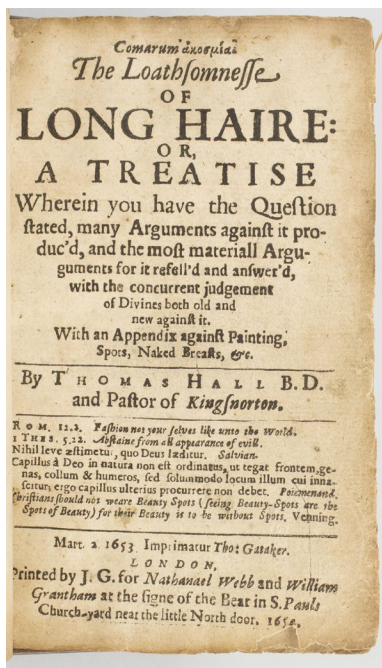 Comarum ἀκοσμία
The Loathſomneſſe
OF
LONG HAIRE:
OR,
A TREATISE
Wherein you have the Queſtion
ſtated, many Arguments againſt it pro-
duc'd, and the moſt materiall Argu-
guments for it refell'd and anſwer'd,
with the concurrent judgement
of Divines both old and
new againſt it.
With an Appendix againſt Painting,
Spots, Naked Breaſts, &c.
By THOMAS HALL B.D.
and Paſtor of Kingſnorton.
ROM. 12.2. Faſhion not your ſelves like unto the World.
1 THES. 5.22. Abſtaine from all appearance of evill.
Nihil leve æſtimetur, quo Deus læditur. Salvian.
Capillus à Deo in natura non eſt ordinatus, ut tegat frontem, ge-
nas, collum & humeros, ſed ſolummodo locum illum cui inna-
ſcitur; ergo capillus ulterius procurrere non debet. Poiemenand.
Chriſtians ſhould not weare Beauty Spots (ſeeing Beauty-Spots are the
Spots of Beauty) for their Beauty is to be without Spots. Venning.
Mart. 2 1653 Imprimatur Tho: Gataker.
LONDON,
Printed by J. G. for Nathanael Webb and William
Grantham at the ſigne of the Bear in S. Pauls
Church-yard near the little North door.